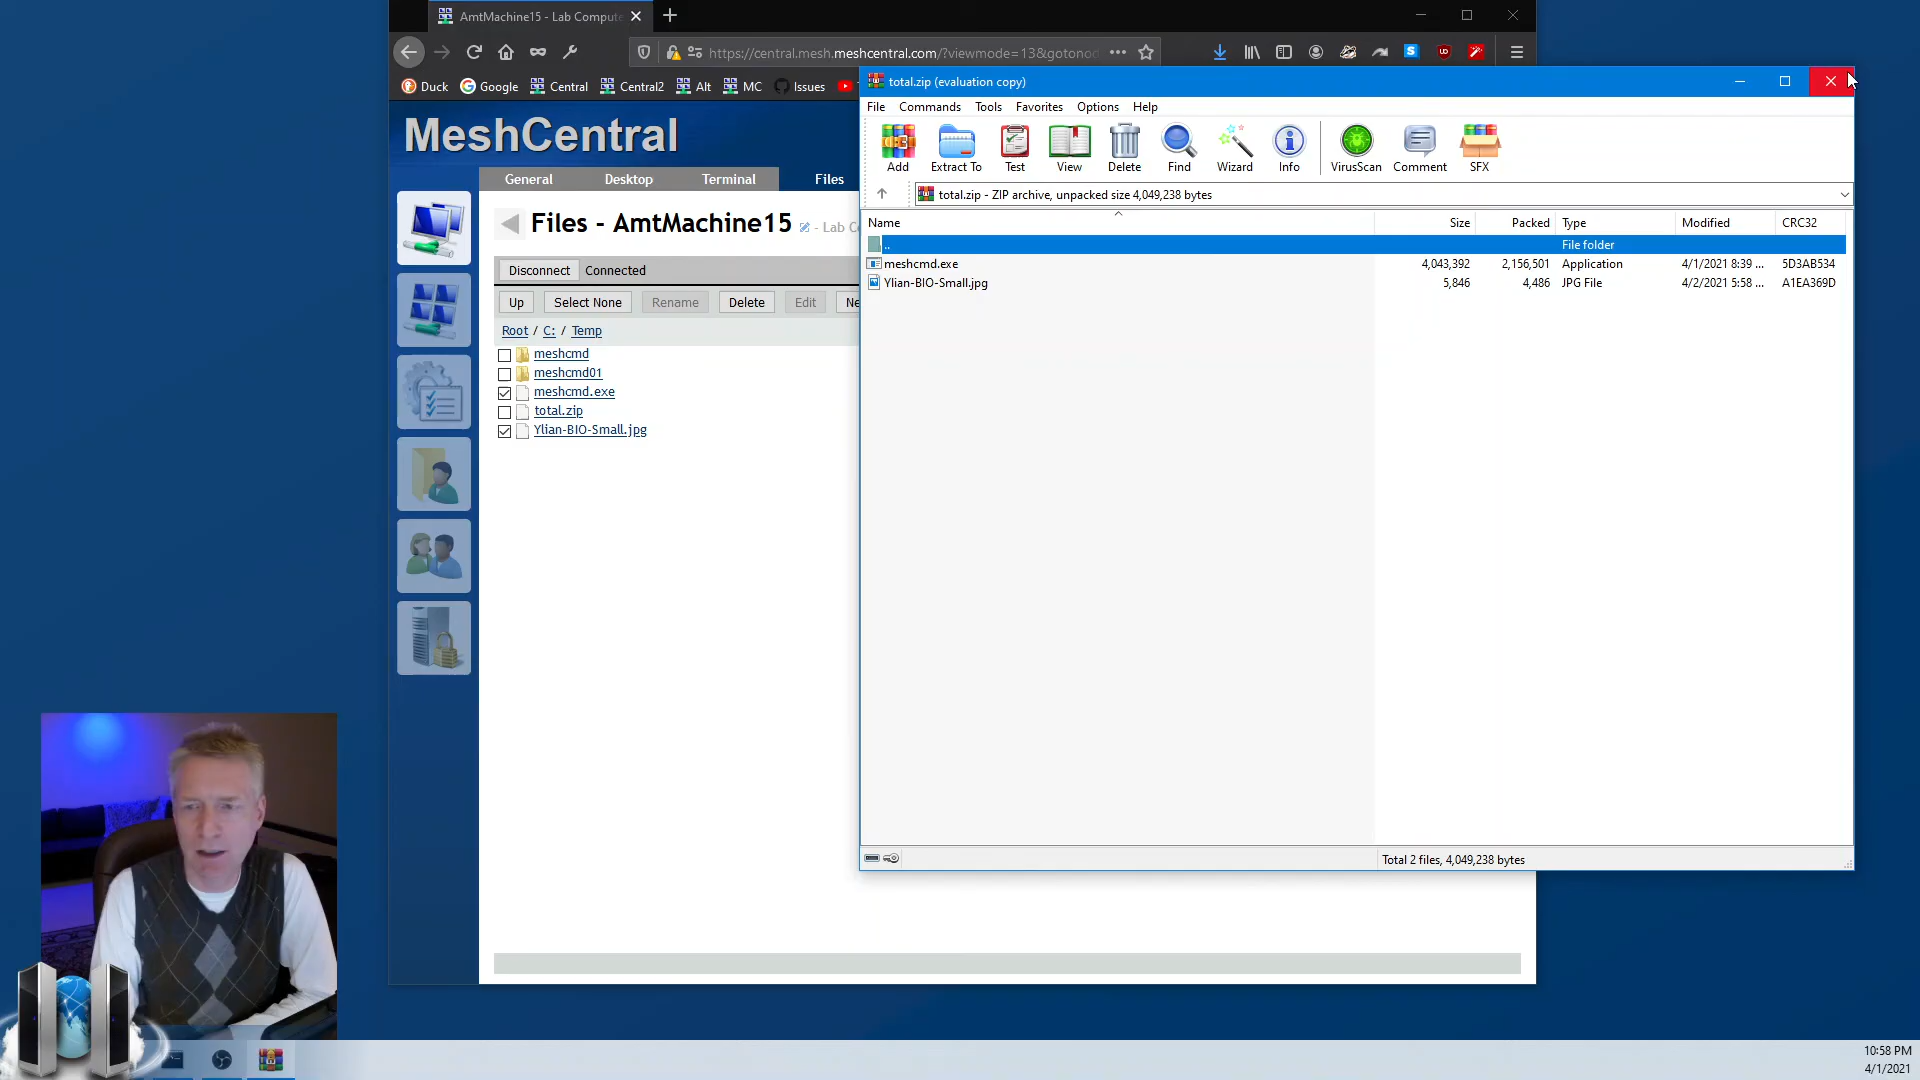 AmtMachine15 - Lab Compute
https://central.mesh.meshcentral.com/?viewmode=13&gotono
Duck Google Central Central2 Alt MC Issues
total.zip (evaluation copy)
File Commands Tools Favorites Options Help
Add Extract To Test View Delete Find Wizard Info VirusScan Comment SFX
total.zip - ZIP archive, unpacked size 4,049,238 bytes
Name Size Packed Type Modified CRC32
.. File folder
meshcmd.exe 4,043,392 2,156,501 Application 4/1/2021 8:39 ... 5D3AB534
Ylian-BIO-Small.jpg 5,846 4,486 JPG File 4/2/2021 5:58 ... A1EA369D
Total 2 files, 4,049,238 bytes
MeshCentral
General Desktop Terminal Files
Files - AmtMachine15 - Lab C
Disconnect Connected
Up Select None Rename Delete Edit Ne
Root / C: / Temp
meshcmd
meshcmd01
meshcmd.exe
total.zip
Ylian-BIO-Small.jpg
10:58 PM
4/1/2021